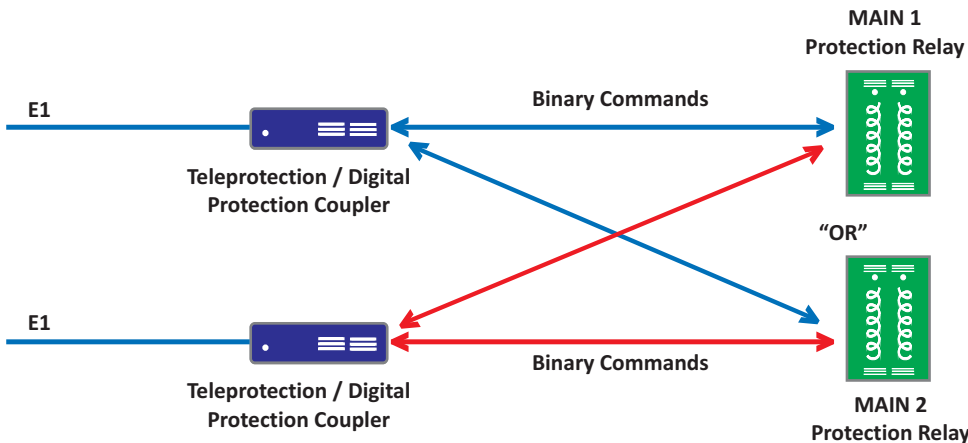 MAIN 1
Protection Relay
E1
Binary Commands
Teleprotection / Digital
Protection Coupler
“OR”
E1
Binary Commands
Teleprotection / Digital
Protection Coupler
MAIN 2
Protection Relay